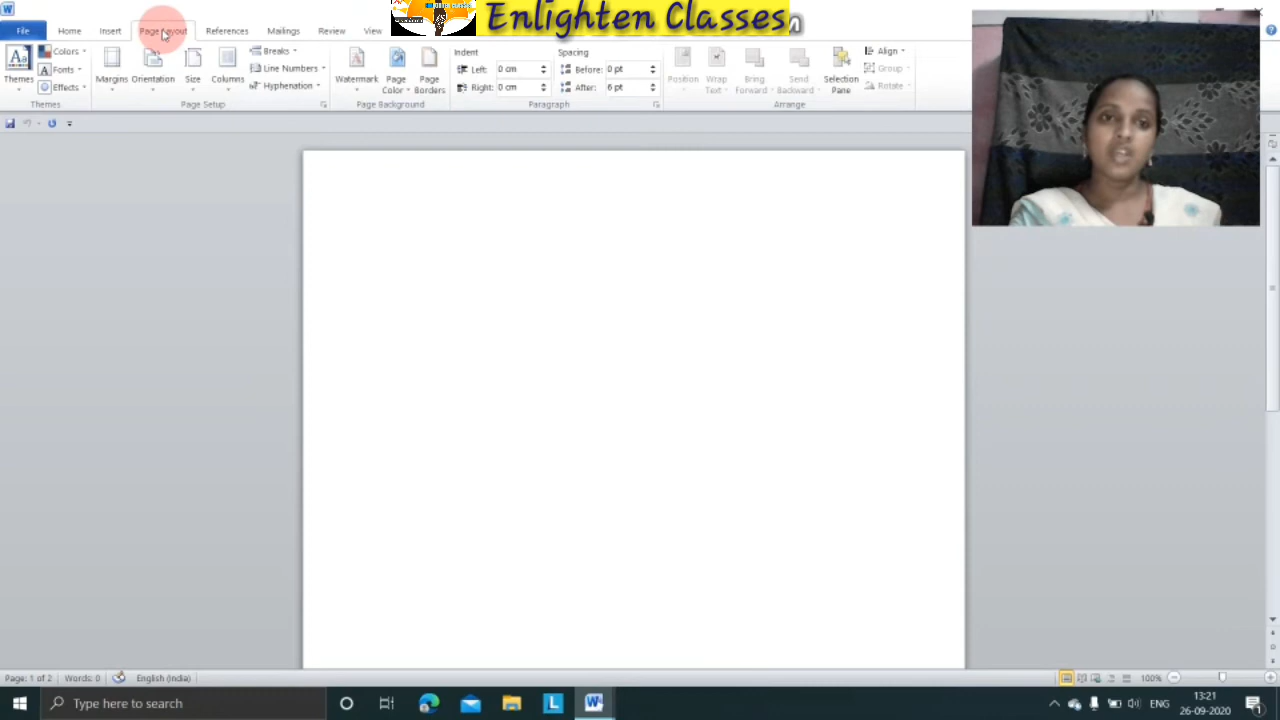 Enlighten Classes
File
Home
Insert
Page Layout
References
Mailings
Review
View
Themes
Colors
Fonts
Effects
Themes
Margins
Orientation
Size
Columns
Breaks
Line Numbers
Hyphenation
Page Setup
Watermark
Page Color
Page Borders
Page Background
Indent
Left: 0 cm
Right: 0 cm
Spacing
Before: 0 pt
After: 6 pt
Paragraph
Position
Wrap Text
Bring Forward
Send Backward
Selection Pane
Align
Group
Rotate
Arrange
Page: 1 of 2
Words: 0
English (India)
100%
Type here to search
ENG
13:21
26-09-2020